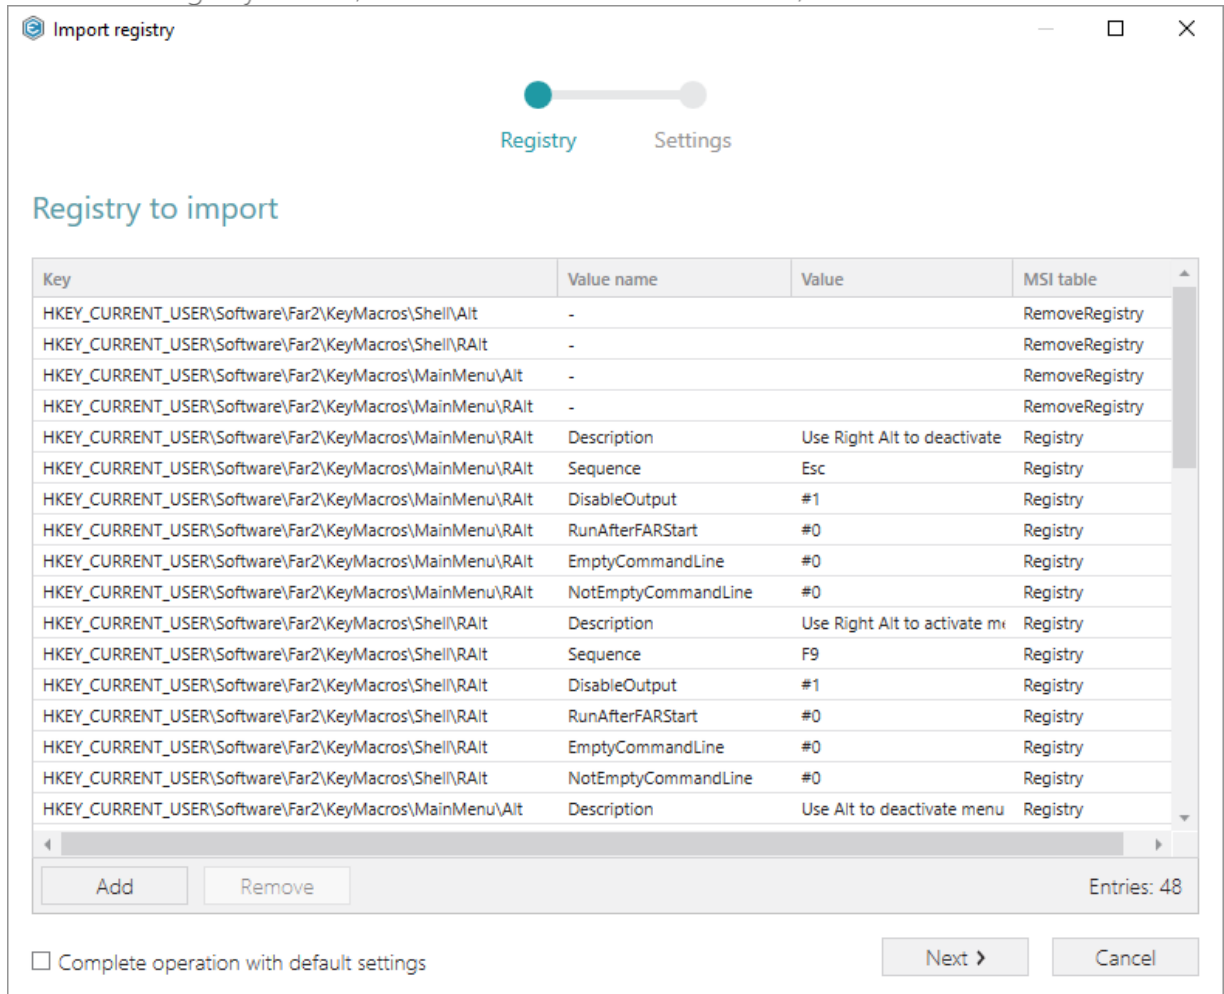 Import registry
Registry Settings
Registry to import
Key Value name Value MSI table
HKEY_CURRENT_USER\Software\Far2\KeyMacros\Shell\Alt - RemoveRegistry
HKEY_CURRENT_USER\Software\Far2\KeyMacros\Shell\RAlt - RemoveRegistry
HKEY_CURRENT_USER\Software\Far2\KeyMacros\MainMenu\Alt - RemoveRegistry
HKEY_CURRENT_USER\Software\Far2\KeyMacros\MainMenu\RAlt - RemoveRegistry
HKEY_CURRENT_USER\Software\Far2\KeyMacros\MainMenu\RAlt Description Use Right Alt to deactivate Registry
HKEY_CURRENT_USER\Software\Far2\KeyMacros\MainMenu\RAlt Sequence Esc Registry
HKEY_CURRENT_USER\Software\Far2\KeyMacros\MainMenu\RAlt DisableOutput #1 Registry
HKEY_CURRENT_USER\Software\Far2\KeyMacros\MainMenu\RAlt RunAfterFARStart #0 Registry
HKEY_CURRENT_USER\Software\Far2\KeyMacros\MainMenu\RAlt EmptyCommandLine #0 Registry
HKEY_CURRENT_USER\Software\Far2\KeyMacros\MainMenu\RAlt NotEmptyCommandLine #0 Registry
HKEY_CURRENT_USER\Software\Far2\KeyMacros\Shell\RAlt Description Use Right Alt to activate me Registry
HKEY_CURRENT_USER\Software\Far2\KeyMacros\Shell\RAlt Sequence F9 Registry
HKEY_CURRENT_USER\Software\Far2\KeyMacros\Shell\RAlt DisableOutput #1 Registry
HKEY_CURRENT_USER\Software\Far2\KeyMacros\Shell\RAlt RunAfterFARStart #0 Registry
HKEY_CURRENT_USER\Software\Far2\KeyMacros\Shell\RAlt EmptyCommandLine #0 Registry
HKEY_CURRENT_USER\Software\Far2\KeyMacros\Shell\RAlt NotEmptyCommandLine #0 Registry
HKEY_CURRENT_USER\Software\Far2\KeyMacros\MainMenu\Alt Description Use Alt to deactivate menu Registry
Add Remove Entries: 48
Complete operation with default settings Next Cancel